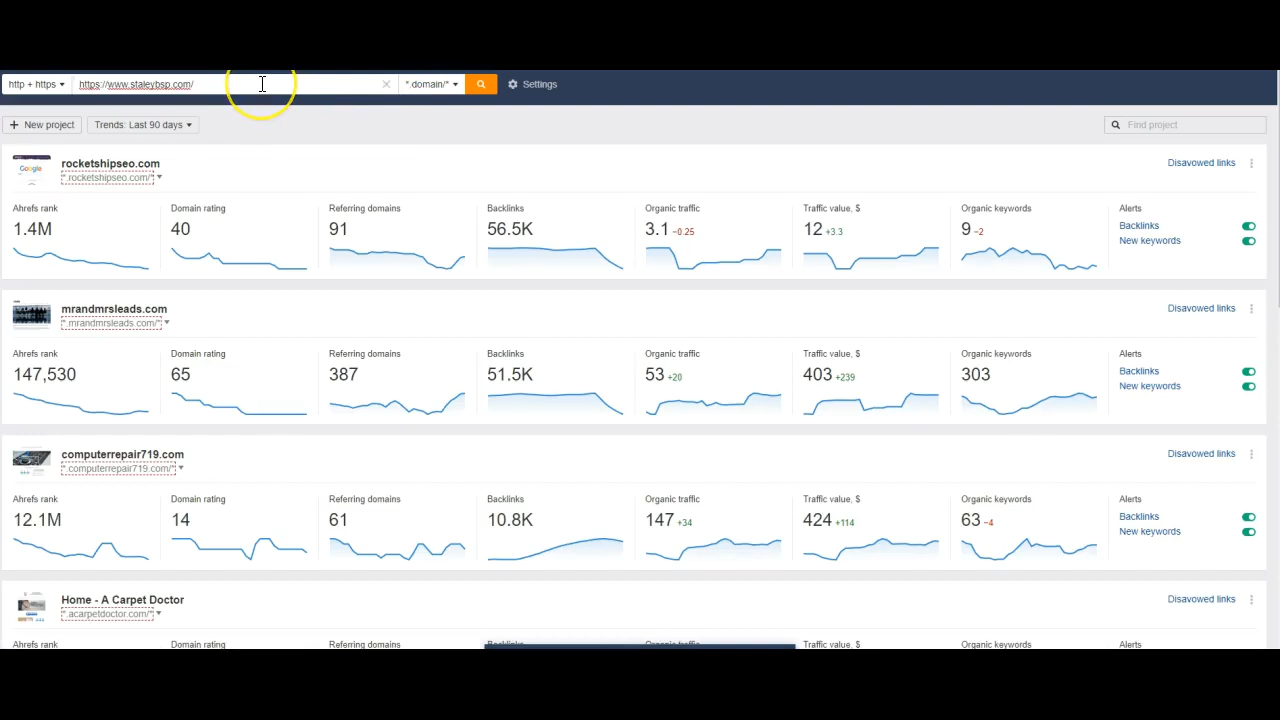 http + https https://www.staleybsp.com/ *.domain/* Settings
New project Trends: Last 90 days Find project
rocketshipseo.com Disavowed links
*.rocketshipseo.com/*
Ahrefs rank Domain rating Referring domains Backlinks Organic traffic Traffic value, $ Organic keywords Alerts
1.4M 40 91 56.5K 3.1 −0.25 12 +3.3 9 −2 Backlinks
New keywords
mrandmrsleads.com Disavowed links
*.mrandmrsleads.com/*
Ahrefs rank Domain rating Referring domains Backlinks Organic traffic Traffic value, $ Organic keywords Alerts
147,530 65 387 51.5K 53 +20 403 +239 303 Backlinks
New keywords
computerrepair719.com Disavowed links
*.computerrepair719.com/*
Ahrefs rank Domain rating Referring domains Backlinks Organic traffic Traffic value, $ Organic keywords Alerts
12.1M 14 61 10.8K 147 +34 424 +114 63 −4 Backlinks
New keywords
Home - A Carpet Doctor Disavowed links
*.acarpetdoctor.com/*
Ahrefs rank Domain rating Referring domains Backlinks Organic traffic Traffic value, $ Organic keywords Alerts